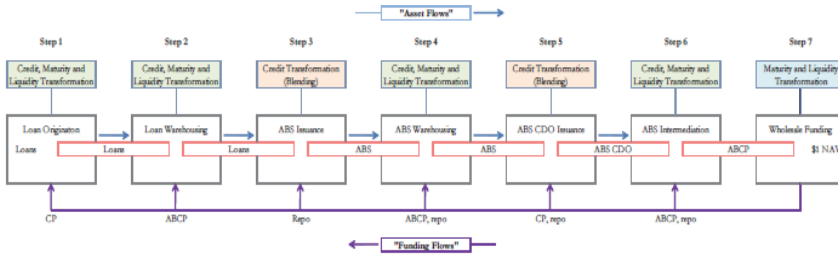 "Asset Flows"
Step 1 Step 2 Step 3 Step 4 Step 5 Step 6 Step 7
Credit, Maturity and Liquidity Transformation
Credit, Maturity and Liquidity Transformation
Credit Transformation (Blending)
Credit, Maturity and Liquidity Transformation
Credit Transformation (Blending)
Credit, Maturity and Liquidity Transformation
Maturity and Liquidity Transformation
Loan Origination Loan Warehousing ABS Issuance ABS Warehousing ABS CDO Issuance ABS Intermediation Wholesale Funding
Loans Loans Loans ABS ABS ABS CDO ABCP $1 NAV
CP ABCP Repo ABCP, repo CP, repo ABCP, repo
"Funding Flows"